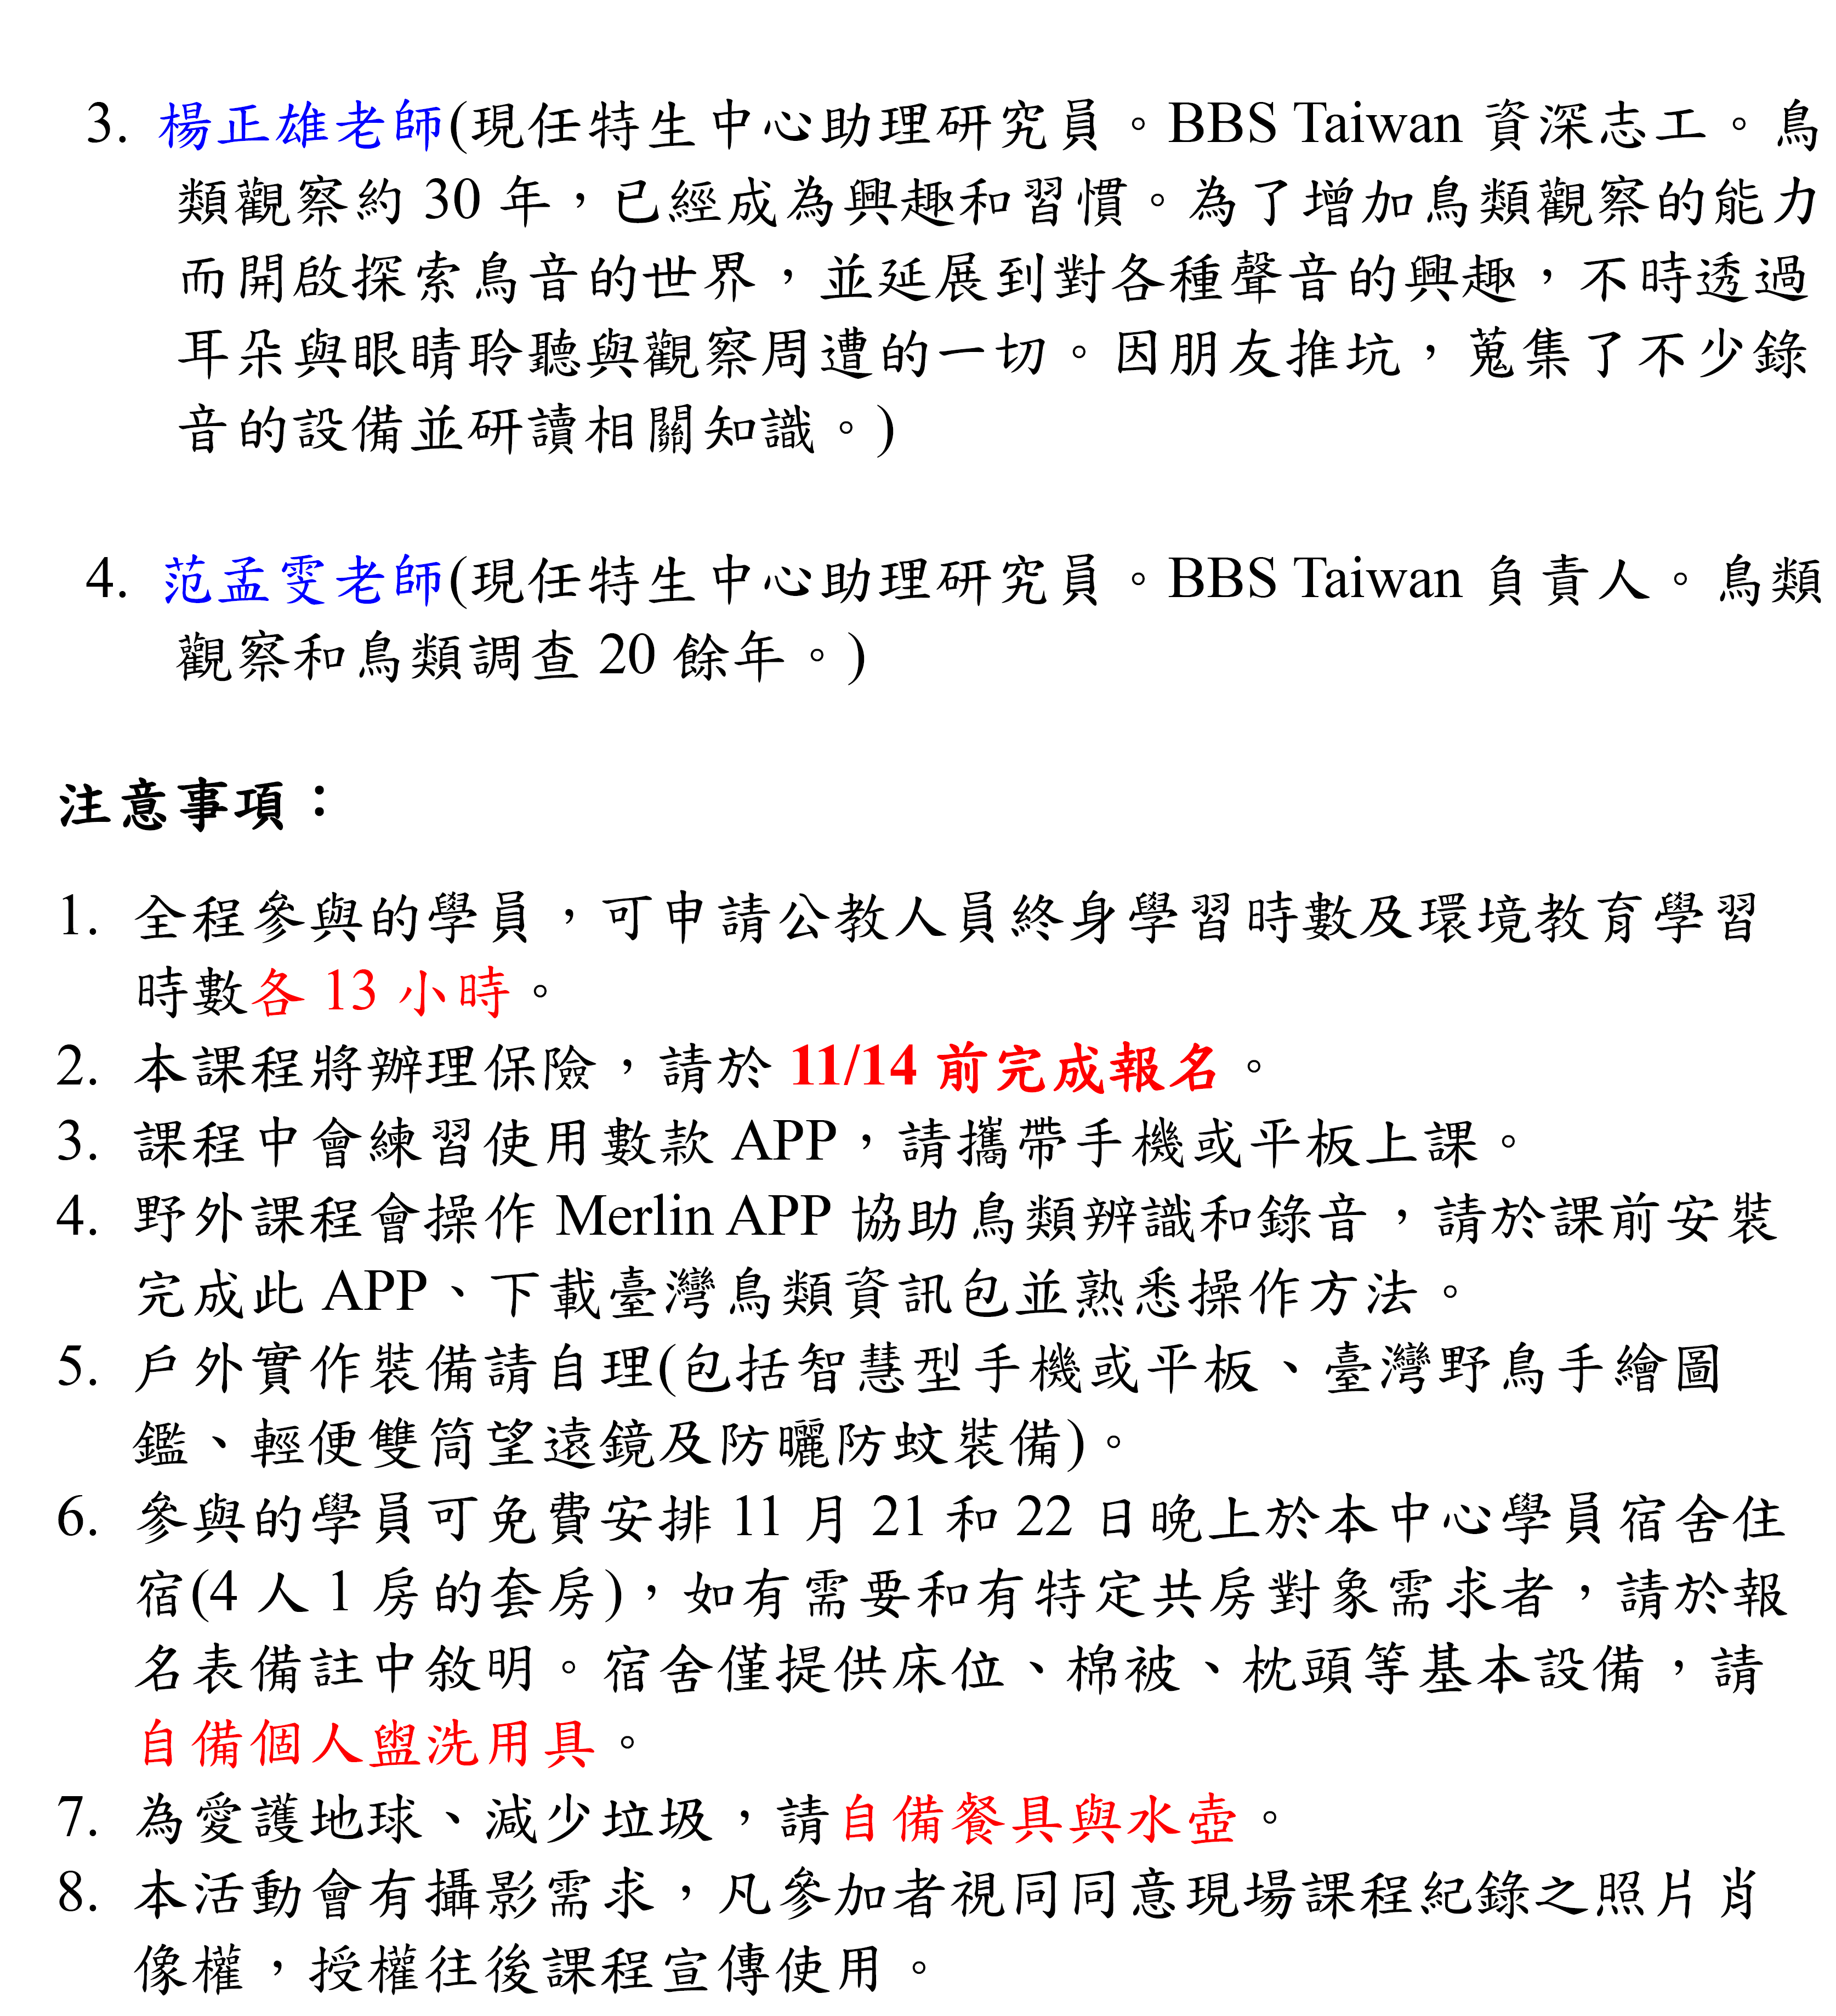 3. 楊正雄老師(現任特生中心助理研究員。BBS Taiwan 資深志工。鳥
類觀察約 30 年，已經成為興趣和習慣。為了增加鳥類觀察的能力
而開啟探索鳥音的世界，並延展到對各種聲音的興趣，不時透過
耳朵與眼睛聆聽與觀察周遭的一切。因朋友推坑，蒐集了不少錄
音的設備並研讀相關知識。)
4. 范孟雯老師(現任特生中心助理研究員。BBS Taiwan 負責人。鳥類
觀察和鳥類調查 20 餘年。)
注意事項：
1. 全程參與的學員，可申請公教人員終身學習時數及環境教育學習
時數各 13 小時。
2. 本課程將辦理保險，請於 11/14 前完成報名。
3. 課程中會練習使用數款 APP，請攜帶手機或平板上課。
4. 野外課程會操作 Merlin APP 協助鳥類辨識和錄音，請於課前安裝
完成此 APP、下載臺灣鳥類資訊包並熟悉操作方法。
5. 戶外實作裝備請自理(包括智慧型手機或平板、臺灣野鳥手繪圖
鑑、輕便雙筒望遠鏡及防曬防蚊裝備)。
6. 參與的學員可免費安排 11 月 21 和 22 日晚上於本中心學員宿舍住
宿(4 人 1 房的套房)，如有需要和有特定共房對象需求者，請於報
名表備註中敘明。宿舍僅提供床位、棉被、枕頭等基本設備，請
自備個人盥洗用具。
7. 為愛護地球、減少垃圾，請自備餐具與水壺。
8. 本活動會有攝影需求，凡參加者視同同意現場課程紀錄之照片肖
像權，授權往後課程宣傳使用。